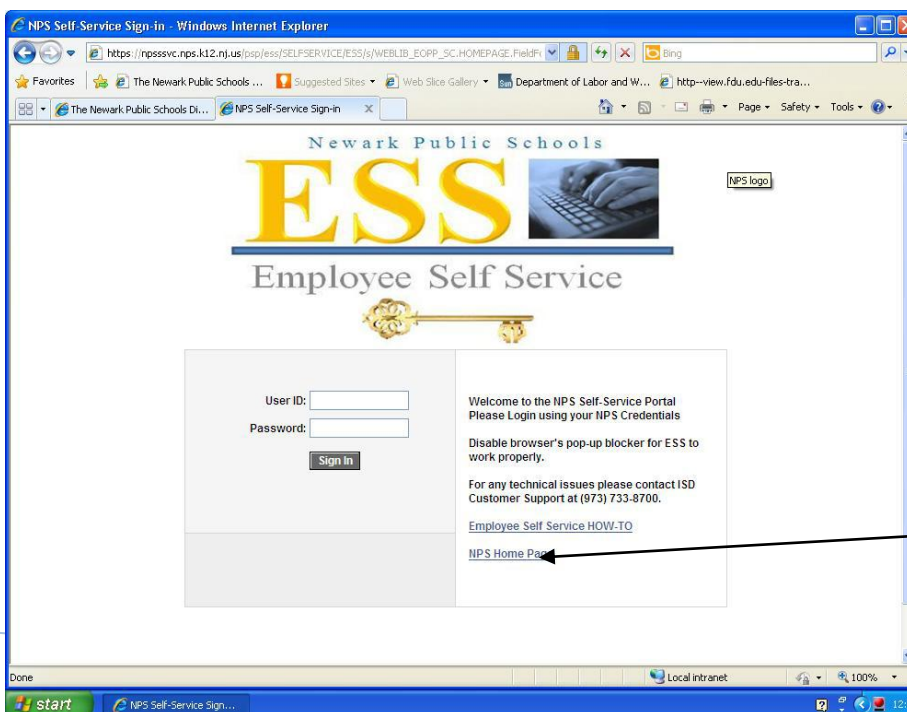 NPS Self-Service Sign-in - Windows Internet Explorer
https://npsssvc.nps.k12.nj.us/psp/ess/SELFSERVICE/ESS/s/WEBLIB_EOPP_SC.HOMEPAGE.FieldF
Bing
Favorites The Newark Public Schools ... Suggested Sites Web Slice Gallery Department of Labor and W... http--view.fdu.edu-files-tra...
The Newark Public Schools Di... NPS Self-Service Sign-in X Page Safety Tools
Newark Public Schools
NPS logo
ESS
Employee Self Service
User ID:
Password:
Sign In
Welcome to the NPS Self-Service Portal
Please Login using your NPS Credentials
Disable browser's pop-up blocker for ESS to
work properly.
For any technical issues please contact ISD
Customer Support at (973) 733-8700.
Employee Self Service HOW-TO
NPS Home Page
Done Local intranet 100%
start NPS Self-Service Sign... 12: